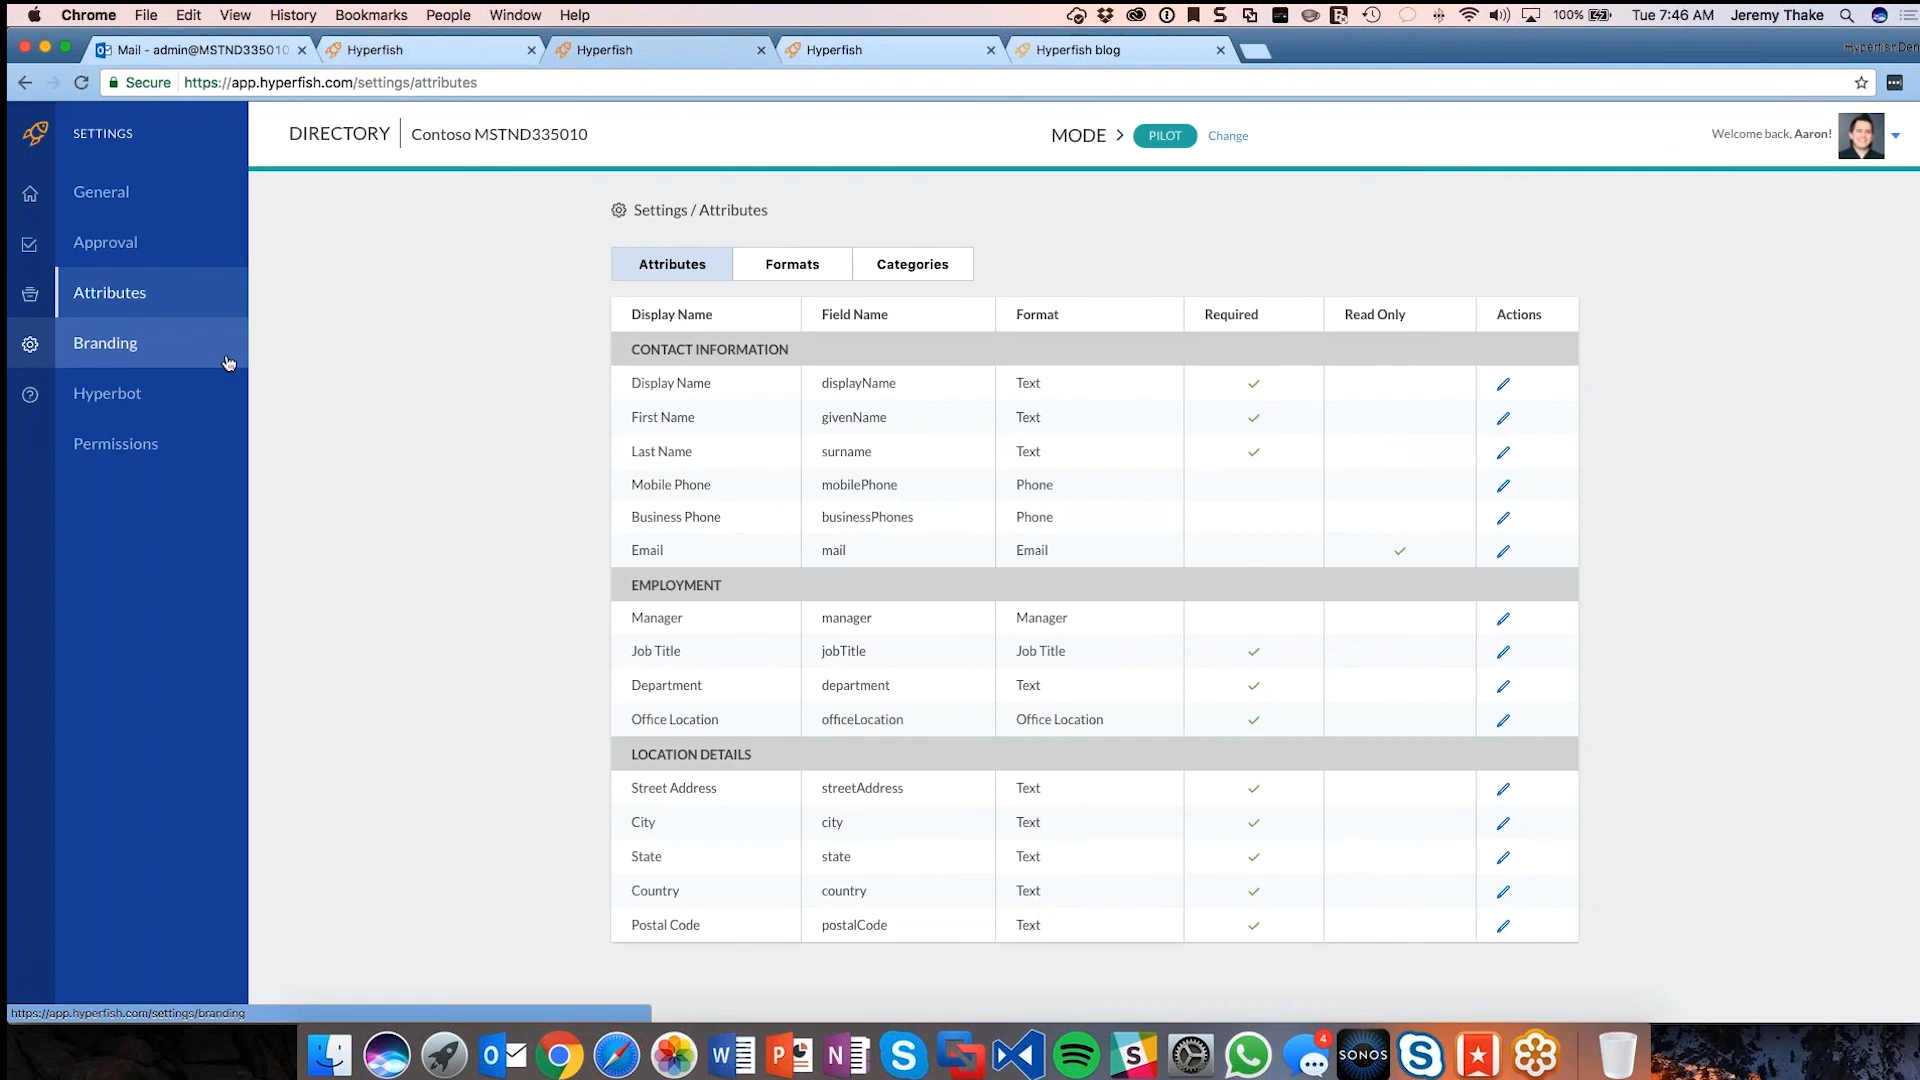 Chrome File Edit View History Bookmarks People Window Help 100% Tue 7:46 AM Jeremy Thake
Mail - admin@MSTND335010 Hyperfish Hyperfish Hyperfish Hyperfish blog HyperfishDem
Secure https://app.hyperfish.com/settings/attributes
SETTINGS
General
Approval
Attributes
Branding
Hyperbot
Permissions
DIRECTORY Contoso MSTND335010
MODE > PILOT Change
Welcome back, Aaron!
Settings / Attributes
Attributes Formats Categories
Display Name Field Name Format Required Read Only Actions
CONTACT INFORMATION
Display Name displayName Text
First Name givenName Text
Last Name surname Text
Mobile Phone mobilePhone Phone
Business Phone businessPhones Phone
Email mail Email
EMPLOYMENT
Manager manager Manager
Job Title jobTitle Job Title
Department department Text
Office Location officeLocation Office Location
LOCATION DETAILS
Street Address streetAddress Text
City city Text
State state Text
Country country Text
Postal Code postalCode Text
https://app.hyperfish.com/settings/branding
4
SONOS